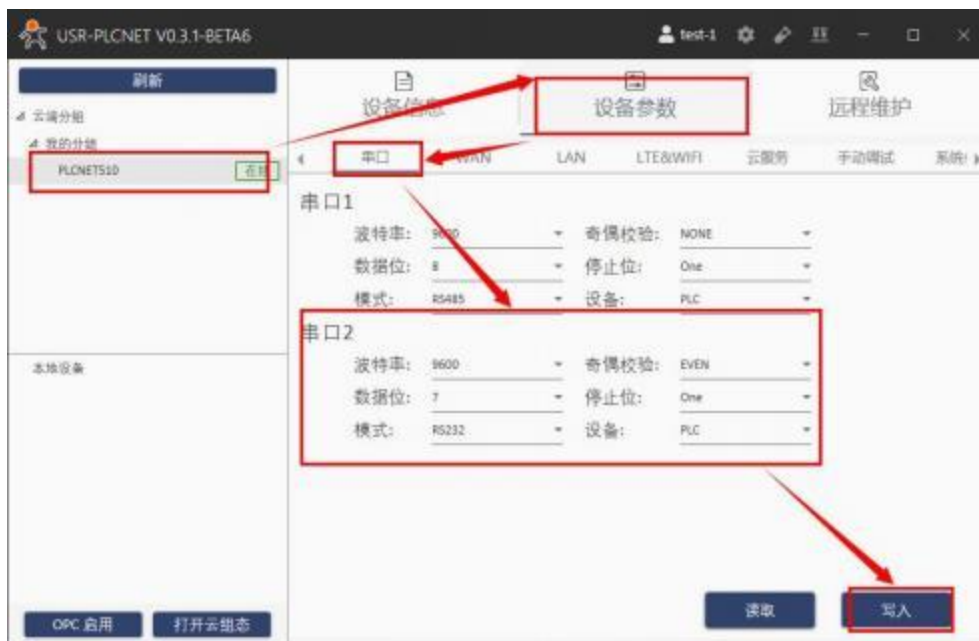 USR-PLCNET V0.3.1-BETA6
test-1
刷新
云端分组
我的分组
PLCNET510
设备信息
设备参数
远程维护
串口
WAN
LAN
LTE&WIFI
云服务
手动调试
串口1
波特率: 9600 奇偶校验: NONE
数据位: 8 停止位: One
模式: RS485 设备: PLC
串口2
波特率: 9600 奇偶校验: EVEN
数据位: 7 停止位: One
模式: RS232 设备: PLC
本地设备
OPC 启用
打开云组态
读取
写入